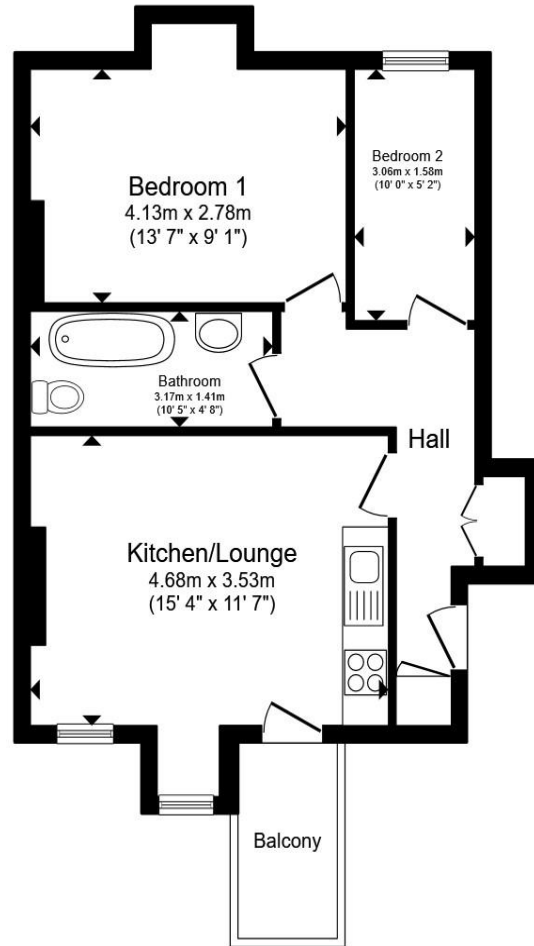 Bedroom 1
4.13m x 2.78m
(13' 7" x 9' 1")
Bedroom 2
3.06m x 1.58m
(10' 0" x 5' 2")
Bathroom
3.17m x 1.41m
(10' 5" x 4' 8")
Hall
Kitchen/Lounge
4.68m x 3.53m
(15' 4" x 11' 7")
Balcony